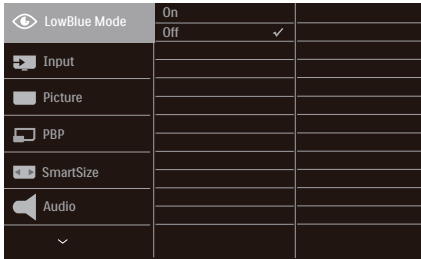 LowBlue Mode
On
Off
Input
Picture
PBP
SmartSize
Audio